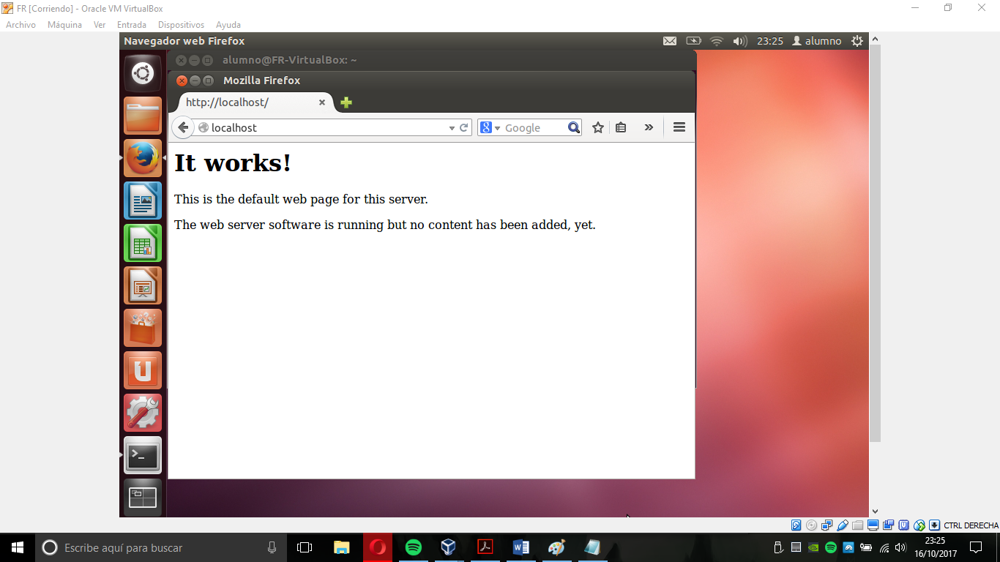 FR [Corriendo] - Oracle VM VirtualBox
Archivo Máquina Ver Entrada Dispositivos Ayuda
Navegador web Firefox 23:25 alumno
alumno@FR-VirtualBox: ~
Mozilla Firefox
http://localhost/
localhost Google
It works!
This is the default web page for this server.
The web server software is running but no content has been added, yet.
CTRL DERECHA
Escribe aquí para buscar
23:25
16/10/2017